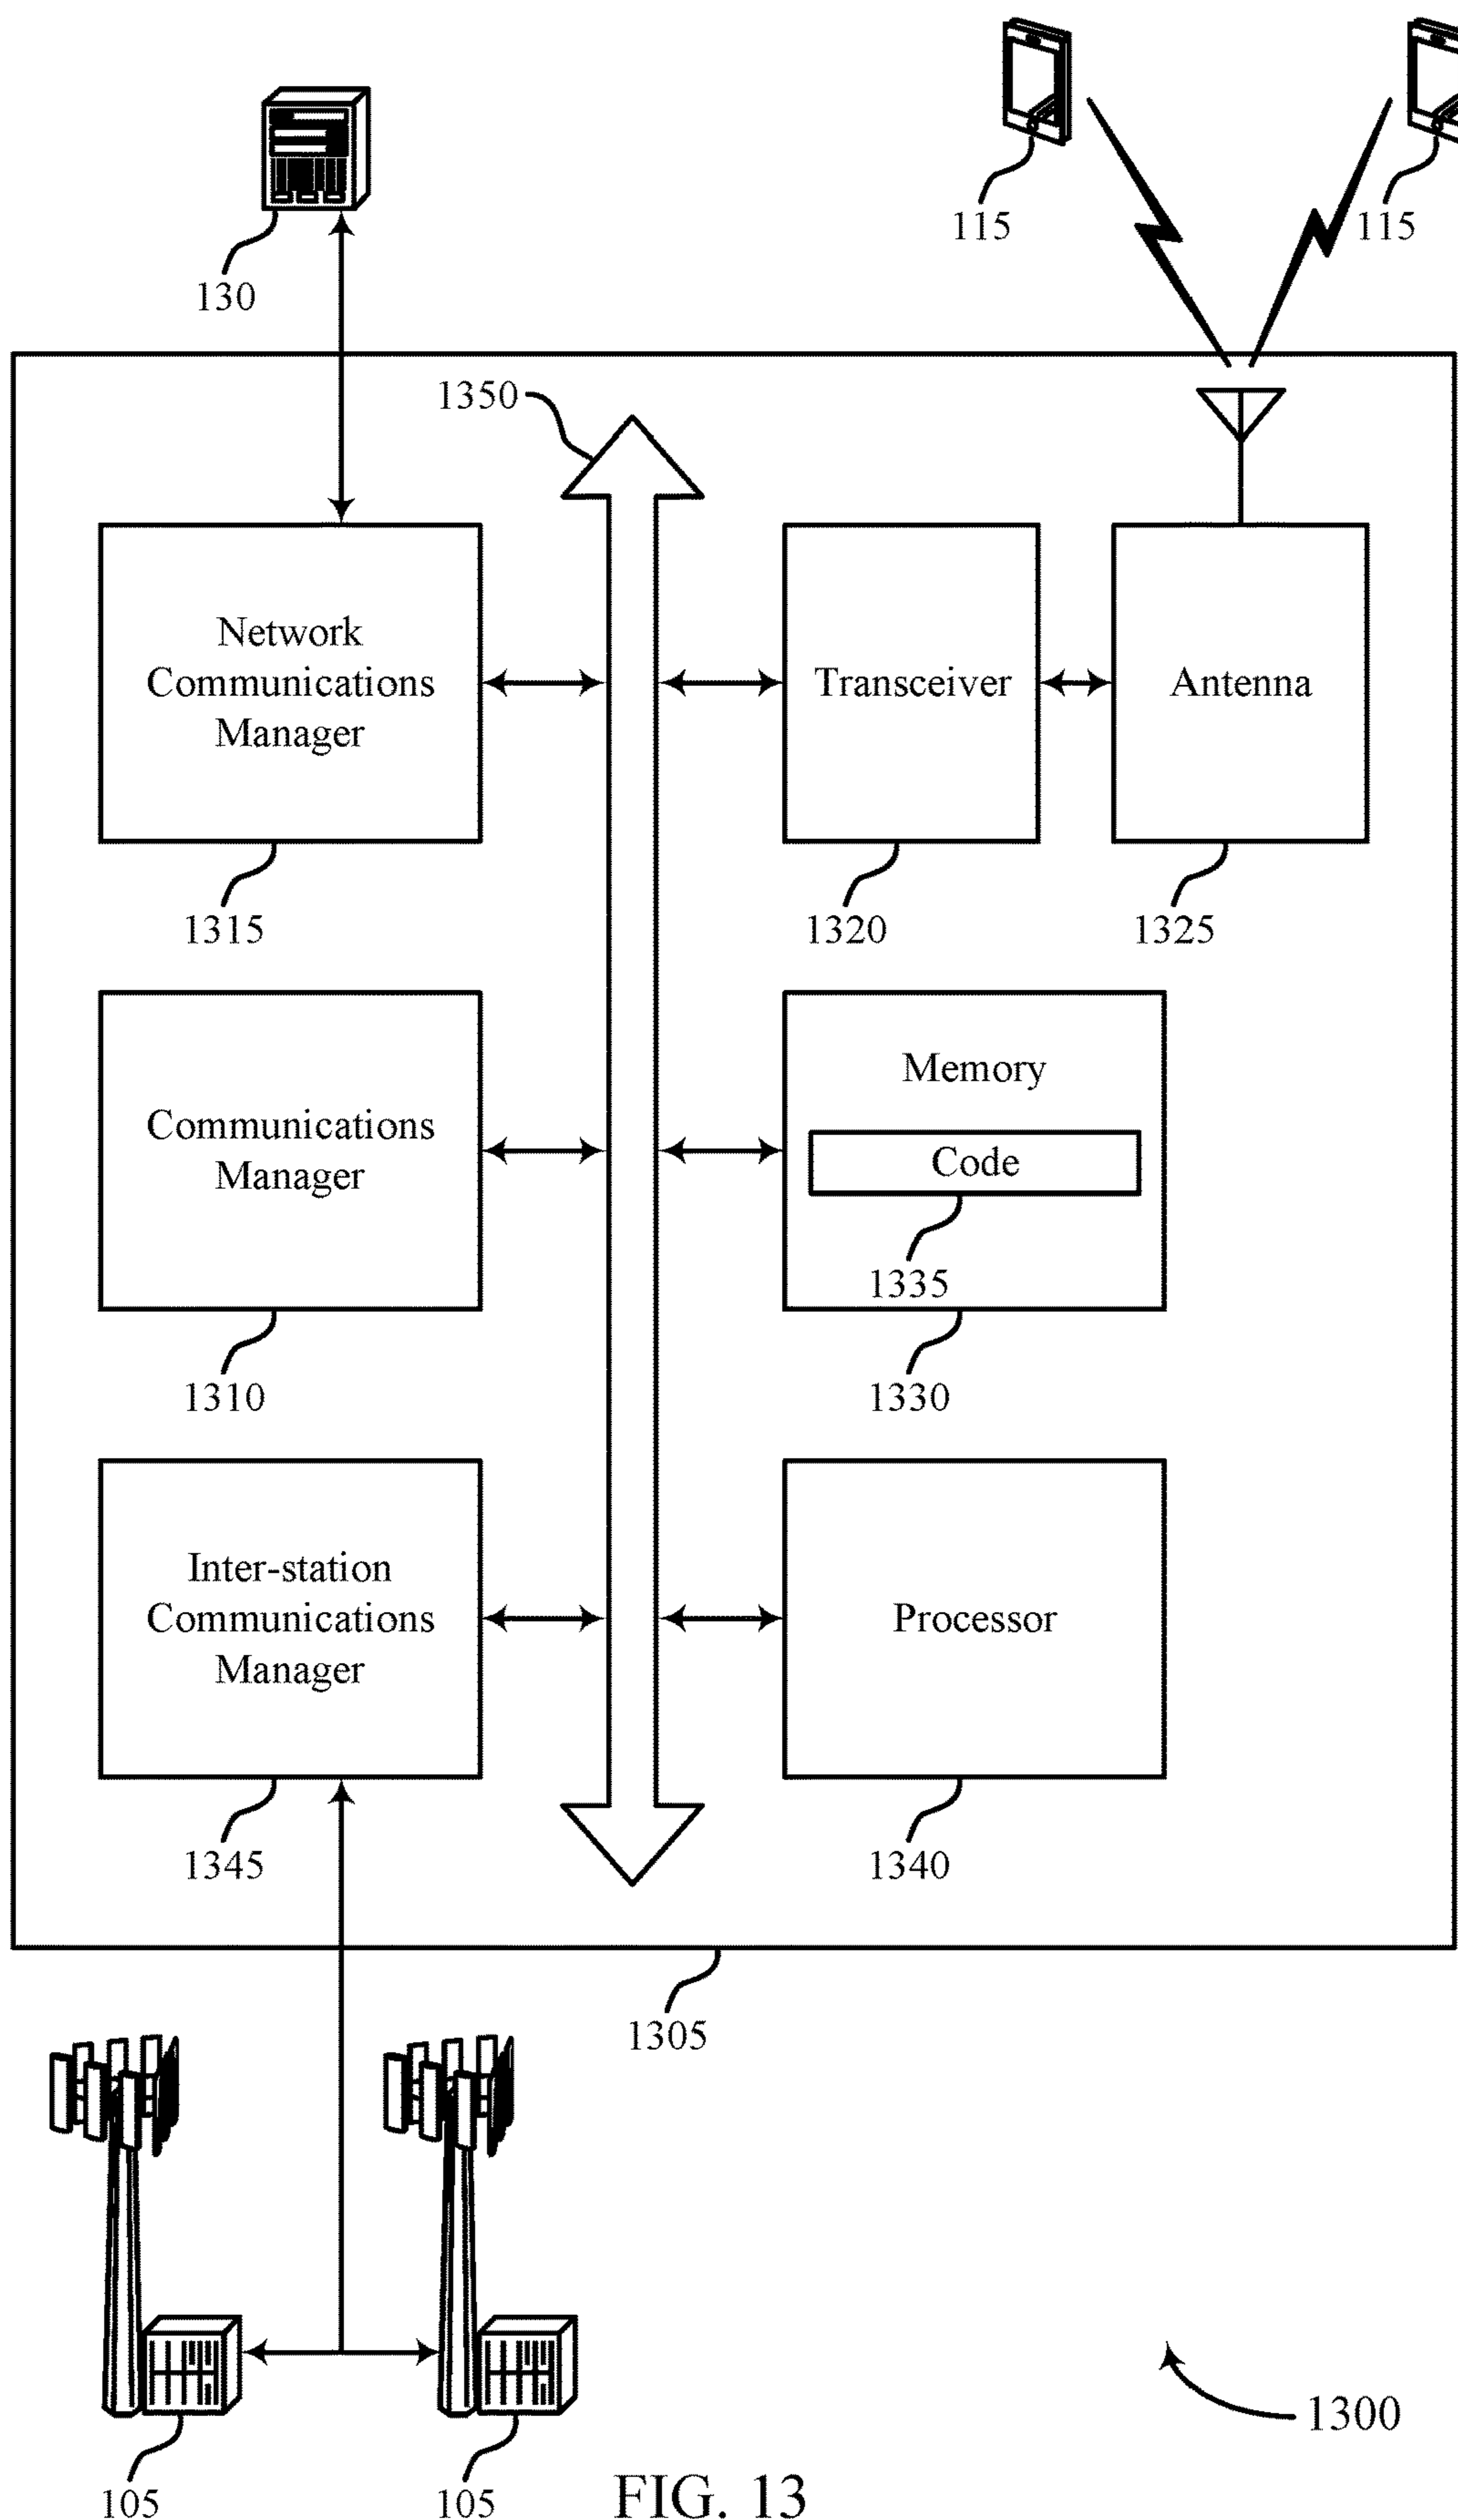 115
115
130
1350
Network
Communications
Manager
Transceiver
Antenna
1315
1320
1325
Communications
Manager
Memory
Code
1335
1310
1330
Inter-station
Communications
Manager
Processor
1345
1340
1305
1300
105
105
FIG. 13